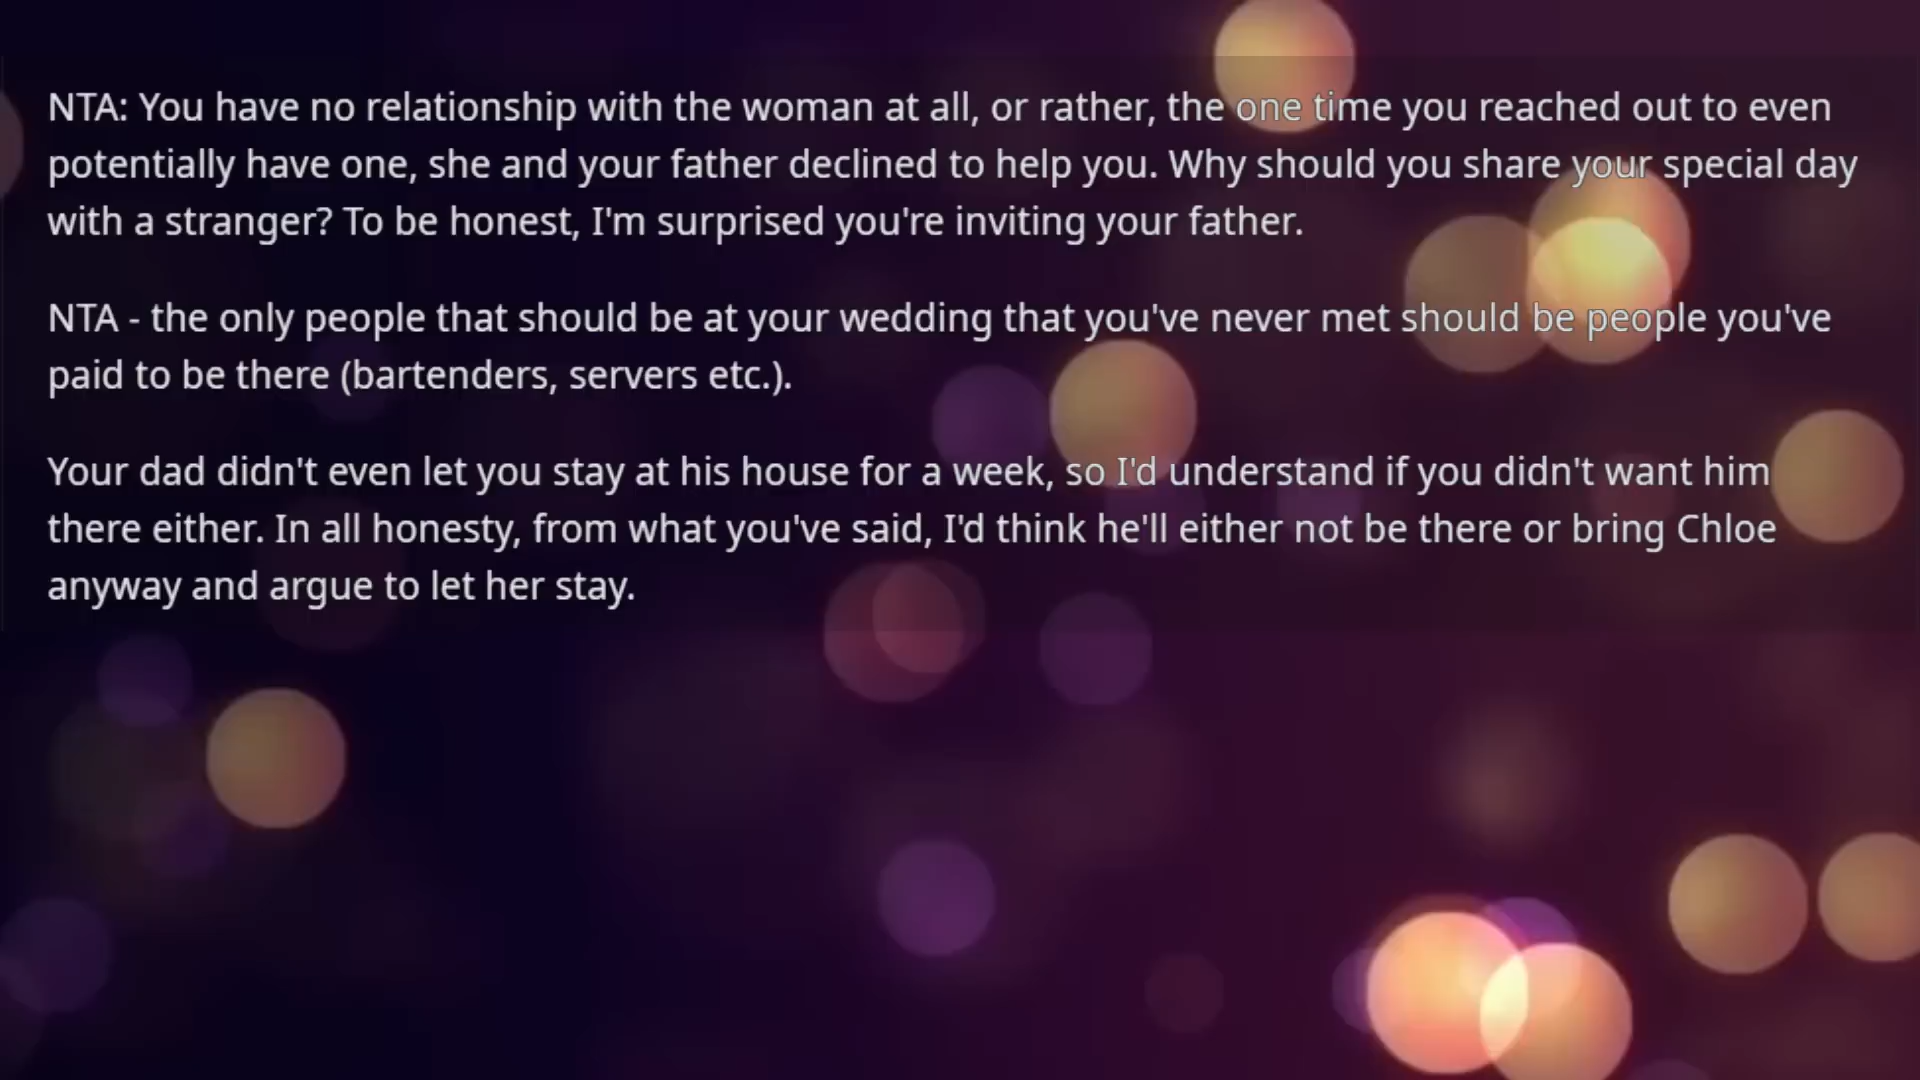 NTA: You have no relationship with the woman at all, or rather, the one time you reached out to even
potentially have one, she and your father declined to help you. Why should you share your special day
with a stranger? To be honest, I'm surprised you're inviting your father.
NTA - the only people that should be at your wedding that you've never met should be people you've
paid to be there (bartenders, servers etc.).
Your dad didn't even let you stay at his house for a week, so I'd understand if you didn't want him
there either. In all honesty, from what you've said, I'd think he'll either not be there or bring Chloe
anyway and argue to let her stay.